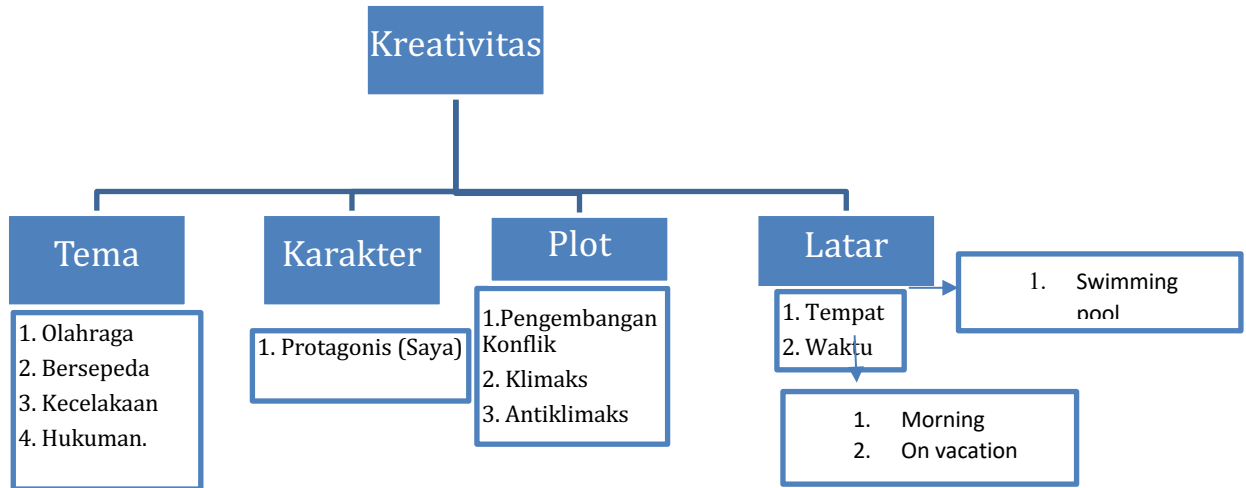 Kreativitas
Tema
1. Olahraga
2. Bersepeda
3. Kecelakaan
4. Hukuman.
Karakter
1. Protagonis (Saya)
Plot
1.Pengembangan
Konflik
2. Klimaks
3. Antiklimaks
Latar
1. Tempat
2. Waktu
1. Swimming
pool
1. Morning
2. On vacation